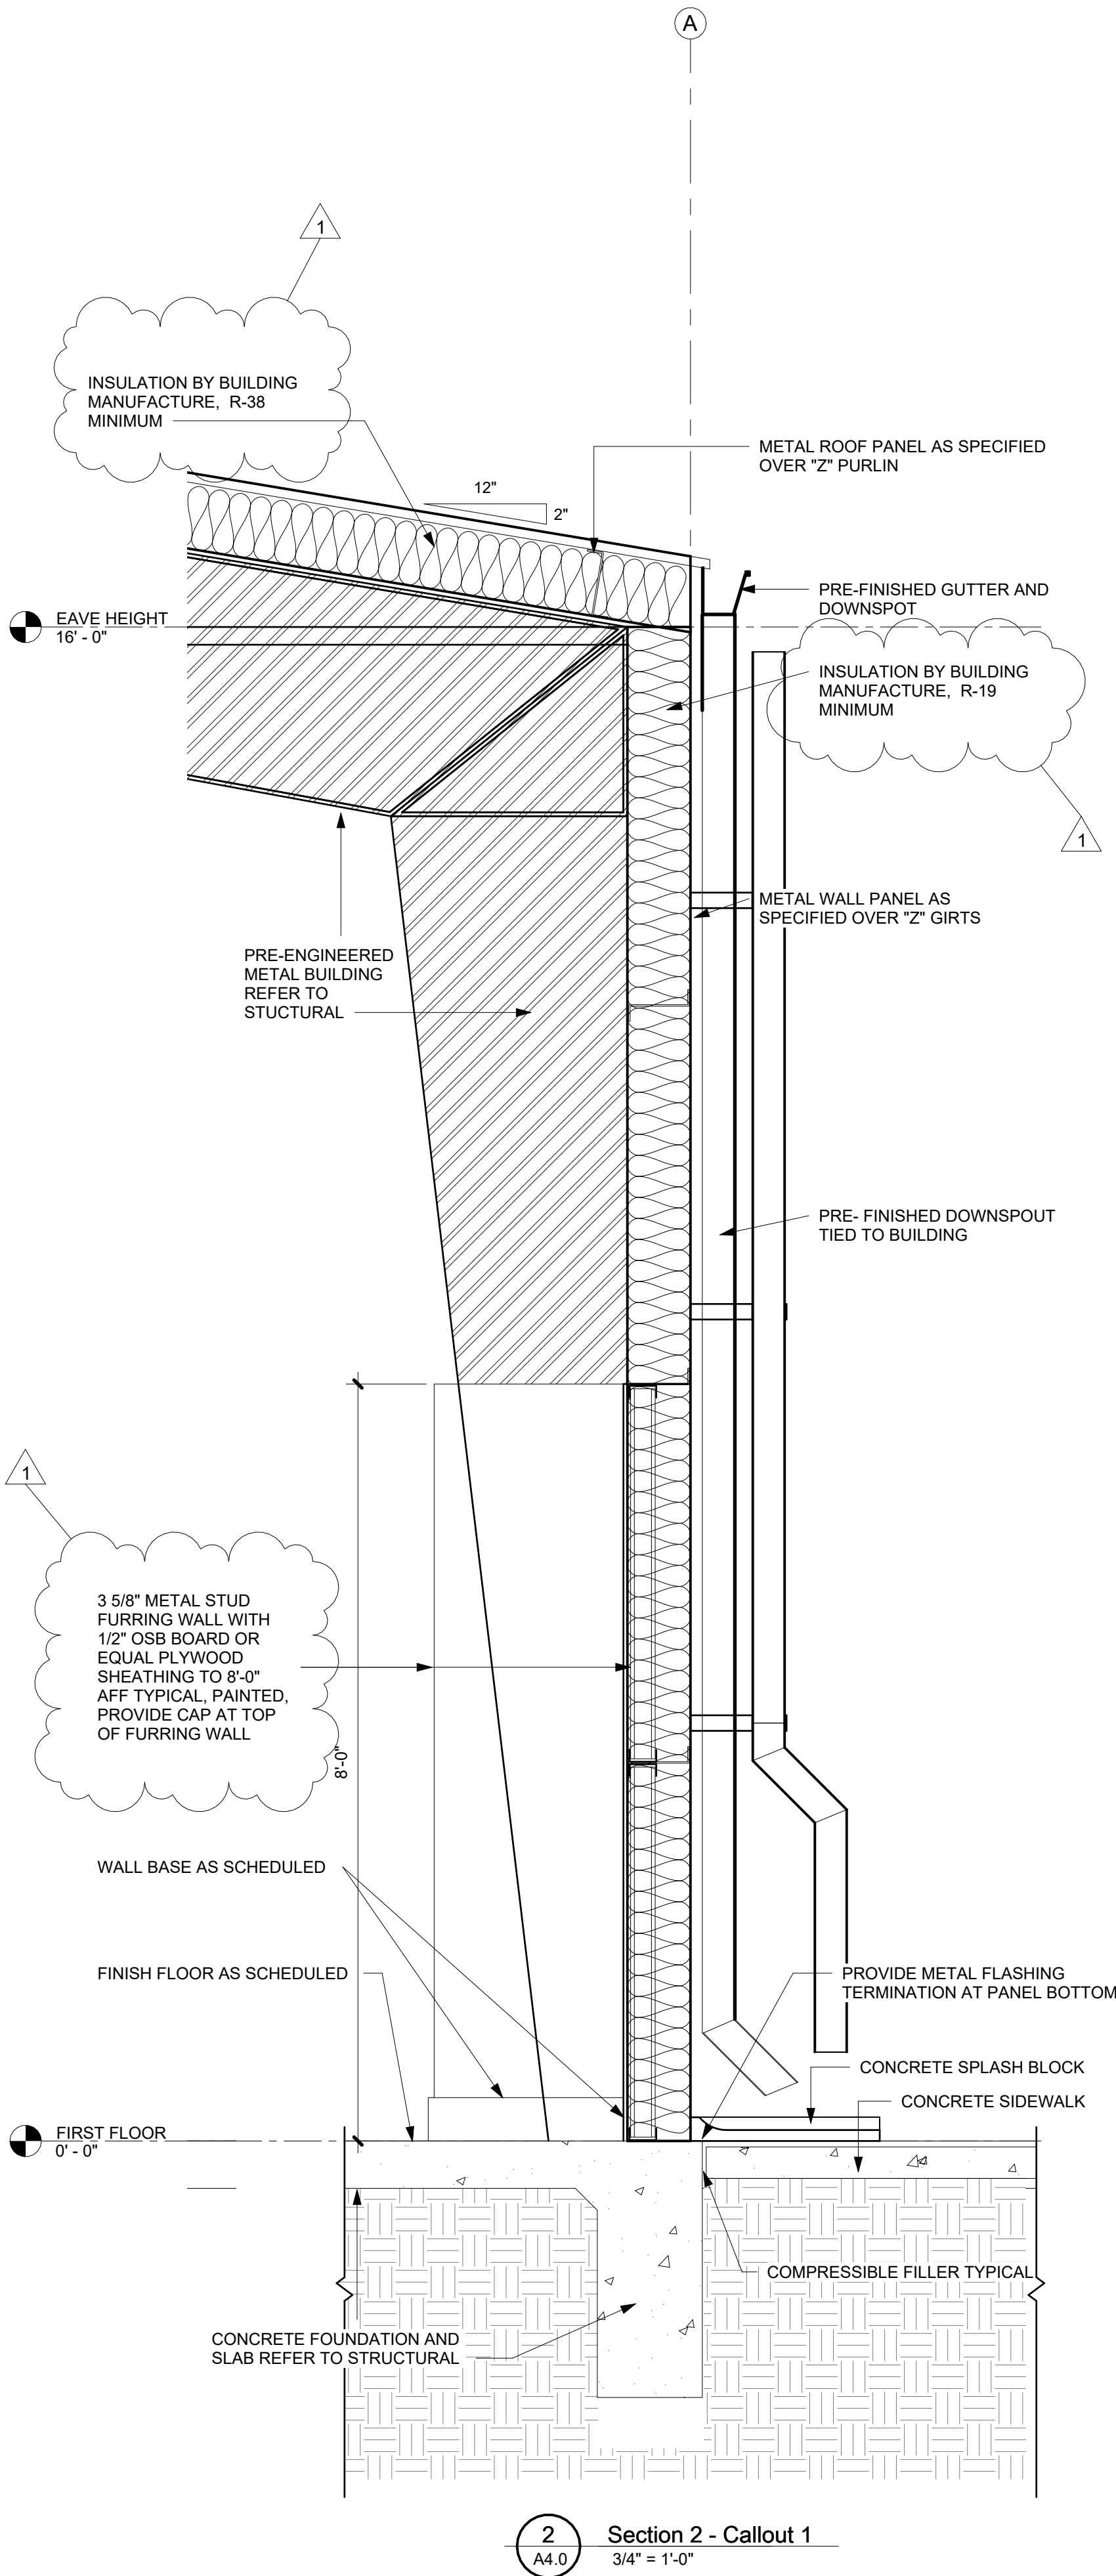 A
1
INSULATION BY BUILDING
MANUFACTURE, R-38
MINIMUM
METAL ROOF PANEL AS SPECIFIED
OVER "Z" PURLIN
12"
2"
PRE-FINISHED GUTTER AND
DOWNSPOT
EAVE HEIGHT
16' - 0"
INSULATION BY BUILDING
MANUFACTURE, R-19
MINIMUM
1
METAL WALL PANEL AS
SPECIFIED OVER "Z" GIRTS
PRE-ENGINEERED
METAL BUILDING
REFER TO
STUCTURAL
PRE- FINISHED DOWNSPOUT
TIED TO BUILDING
1
3 5/8" METAL STUD
FURRING WALL WITH
1/2" OSB BOARD OR
EQUAL PLYWOOD
SHEATHING TO 8'-0"
AFF TYPICAL, PAINTED,
PROVIDE CAP AT TOP
OF FURRING WALL
8'-0"
WALL BASE AS SCHEDULED
FINISH FLOOR AS SCHEDULED
PROVIDE METAL FLASHING
TERMINATION AT PANEL BOTTOM
CONCRETE SPLASH BLOCK
CONCRETE SIDEWALK
FIRST FLOOR
0' - 0"
COMPRESSIBLE FILLER TYPICAL
CONCRETE FOUNDATION AND
SLAB REFER TO STRUCTURAL
2
A4.0
Section 2 - Callout 1
3/4" = 1'-0"